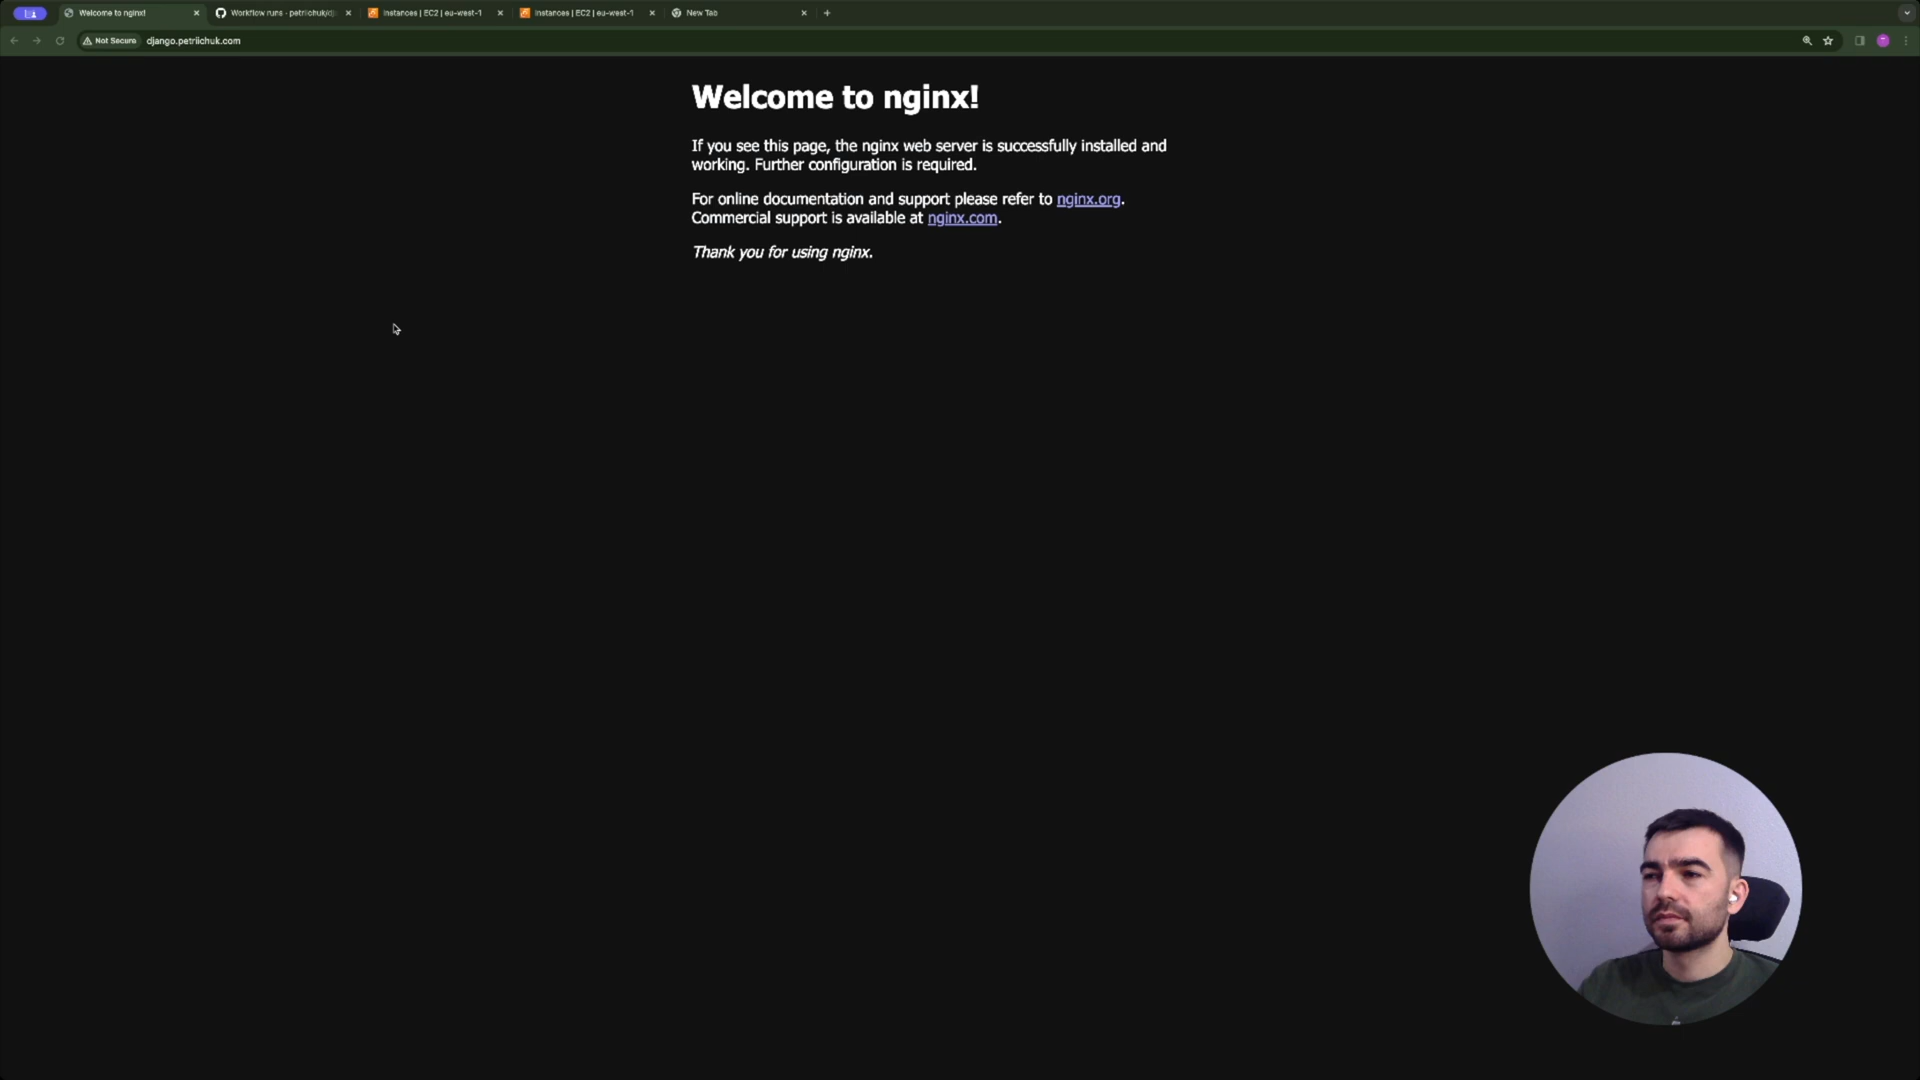 Welcome to nginx!
Workflow runs · petriichuk/dj
Instances | EC2 | eu-west-1
Instances | EC2 | eu-west-1
New Tab
Not Secure
django.petriichuk.com
Welcome to nginx!
If you see this page, the nginx web server is successfully installed and
working. Further configuration is required.
For online documentation and support please refer to nginx.org.
Commercial support is available at nginx.com.
Thank you for using nginx.